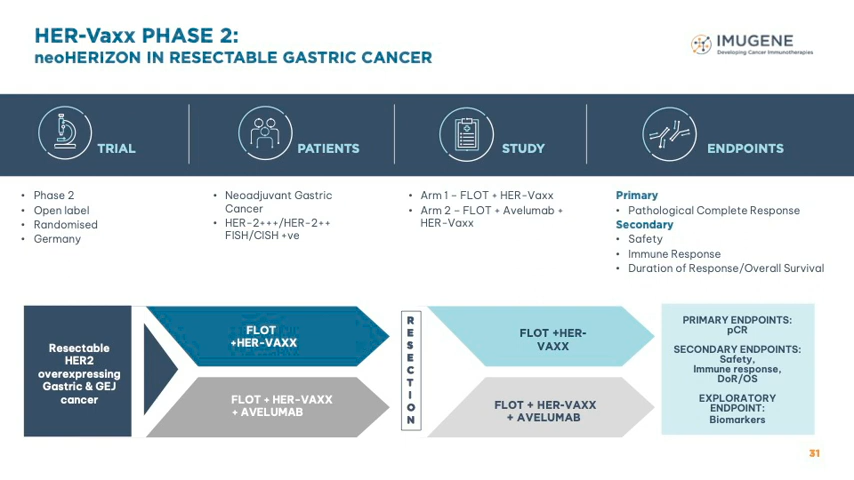 HER-Vaxx PHASE 2:
neoHERIZON IN RESECTABLE GASTRIC CANCER
IMUGENE
Developing Cancer Immunotherapies
TRIAL
PATIENTS
STUDY
ENDPOINTS
• Phase 2
• Open label
• Randomised
• Germany
• Neoadjuvant Gastric
Cancer
• HER-2+++/HER-2++
FISH/CISH +ve
• Arm 1 – FLOT + HER-Vaxx
• Arm 2 – FLOT + Avelumab +
HER-Vaxx
Primary
• Pathological Complete Response
Secondary
• Safety
• Immune Response
• Duration of Response/Overall Survival
Resectable
HER2
overexpressing
Gastric & GEJ
cancer
FLOT
+HER-VAXX
FLOT + HER-VAXX
+ AVELUMAB
RESECTION
FLOT +HER-
VAXX
FLOT + HER-VAXX
+ AVELUMAB
PRIMARY ENDPOINTS:
pCR
SECONDARY ENDPOINTS:
Safety,
Immune response,
DoR/OS
EXPLORATORY
ENDPOINT:
Biomarkers
31